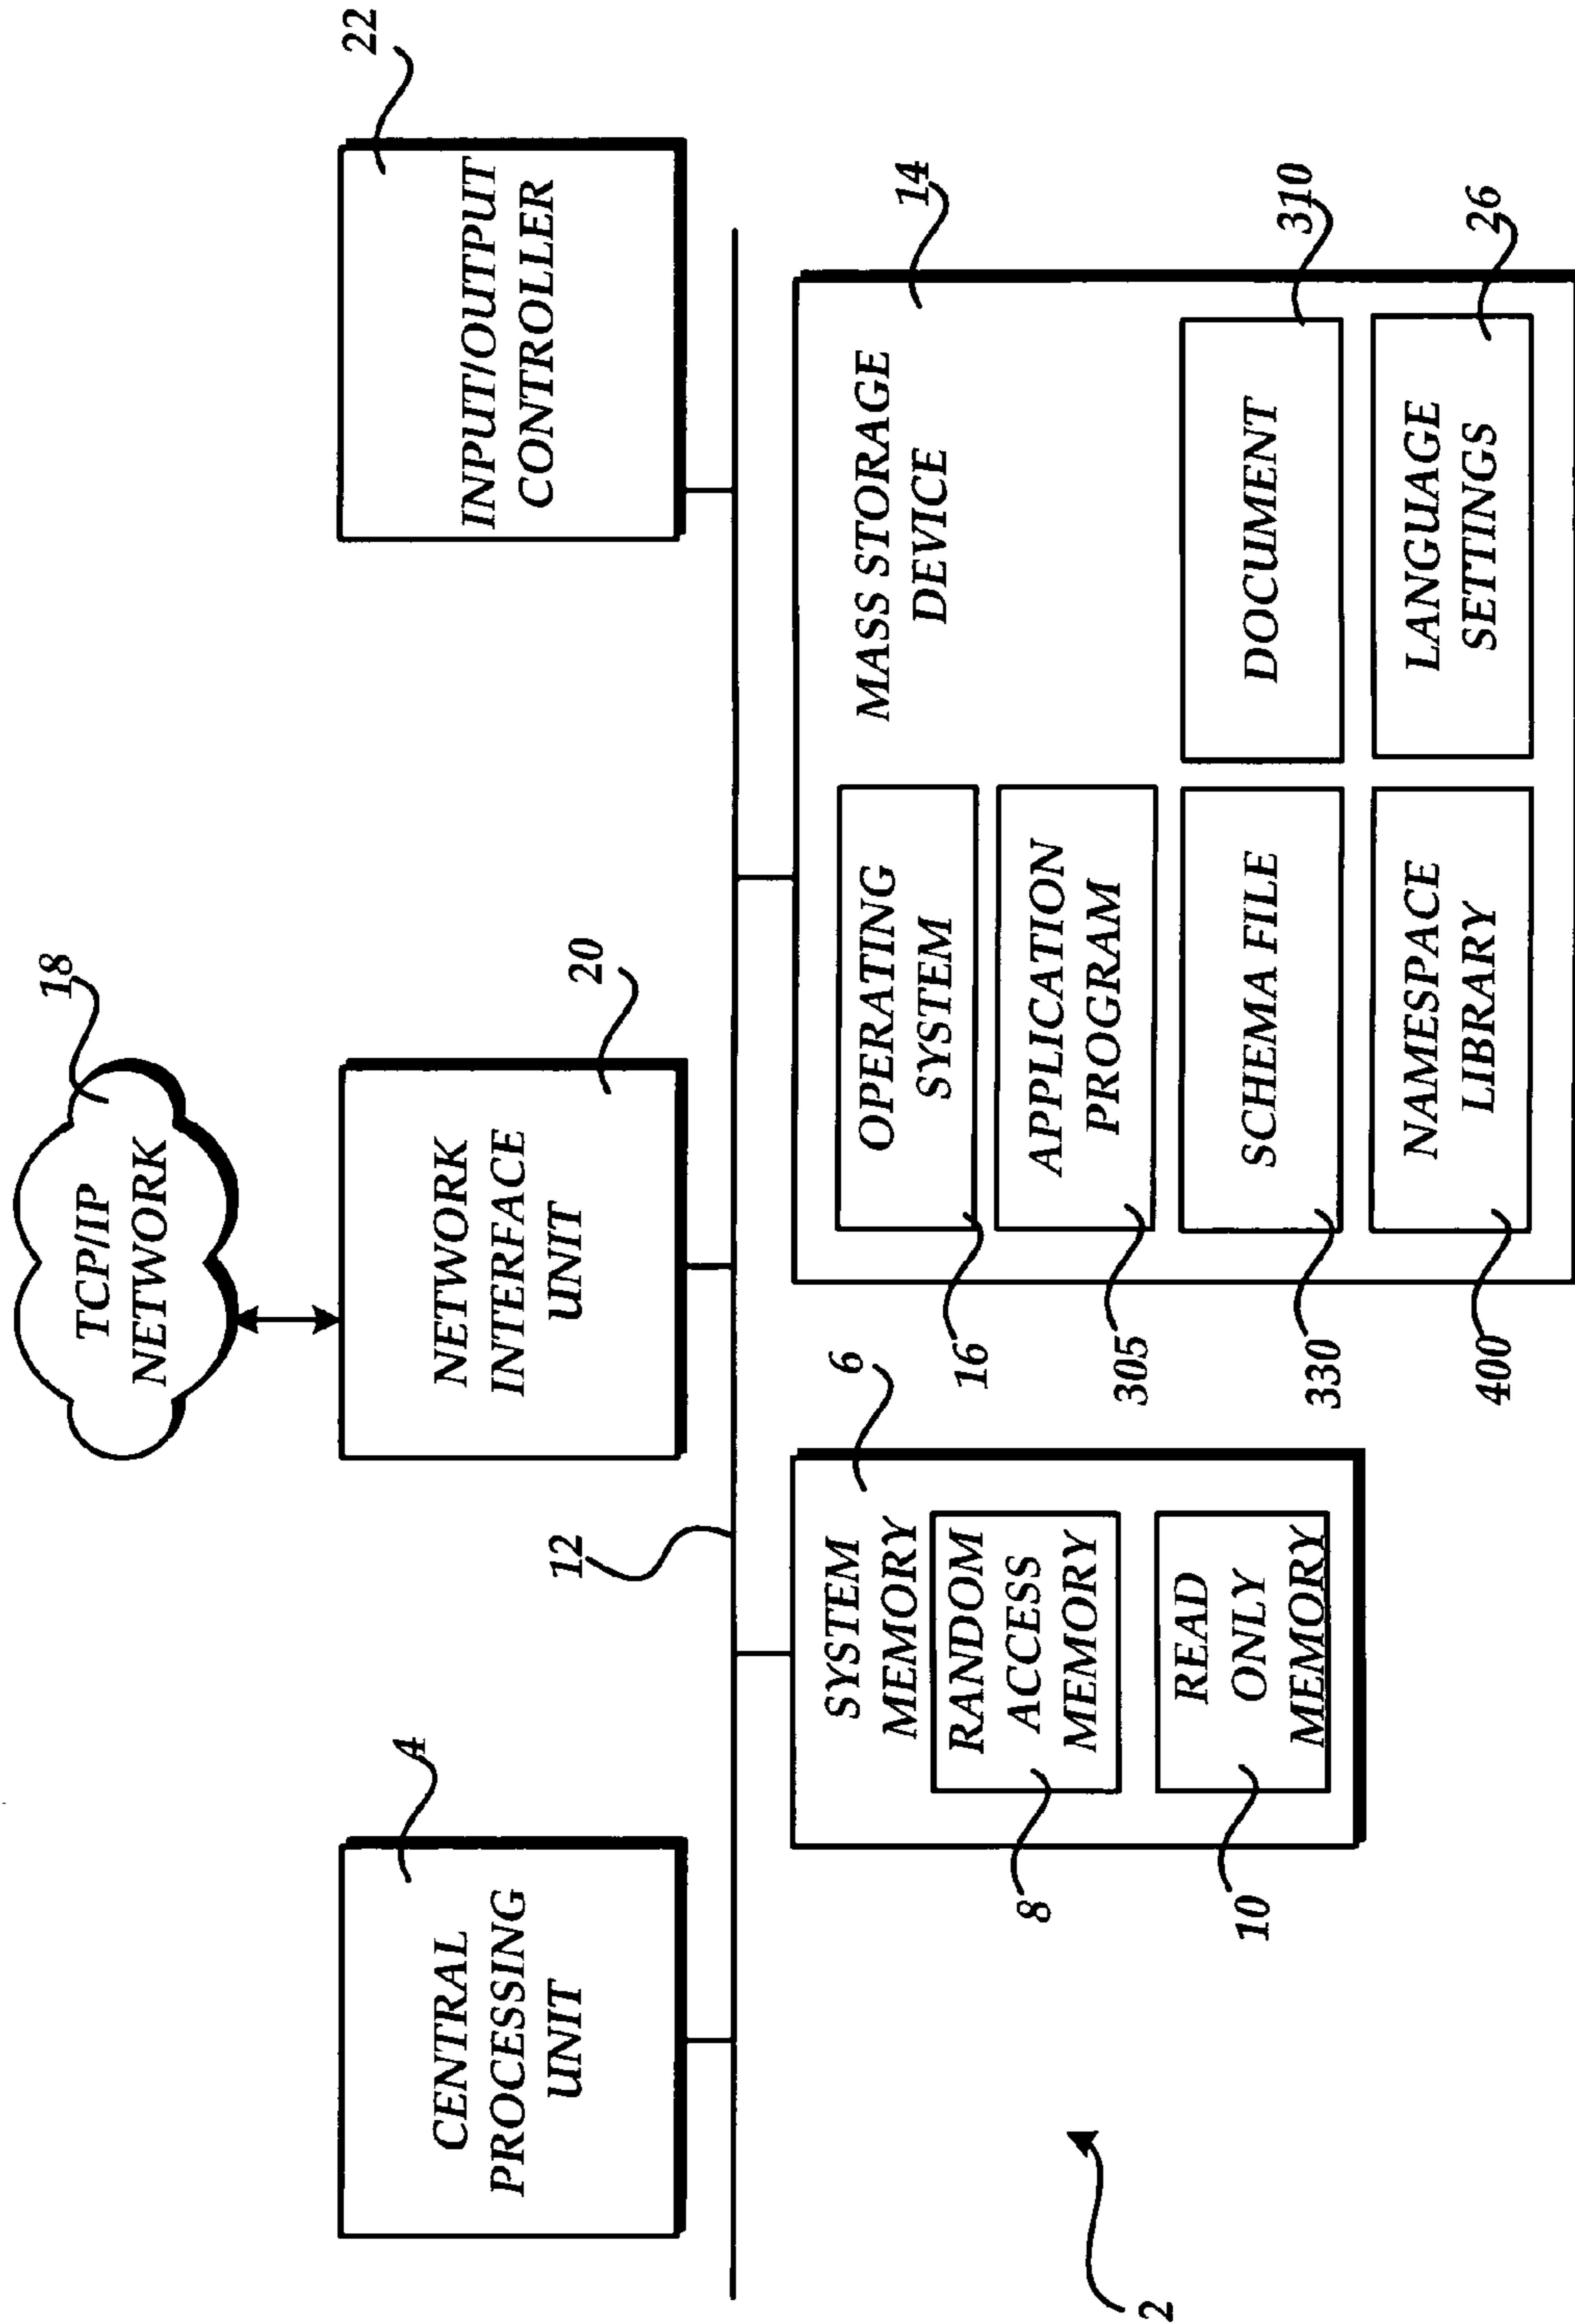 18
TCP/IP
NETWORK
4
CENTRAL
PROCESSING
UNIT
20
NETWORK
INTERFACE
UNIT
22
INPUT/OUTPUT
CONTROLLER
12
6
SYSTEM
MEMORY
RANDOM
ACCESS
MEMORY
8
READ
ONLY
MEMORY
10
14
MASS STORAGE
DEVICE
OPERATING
SYSTEM
16
APPLICATION
PROGRAM
305
SCHEMA FILE
330
DOCUMENT
310
NAMESPACE
LIBRARY
400
LANGUAGE
SETTINGS
26
2